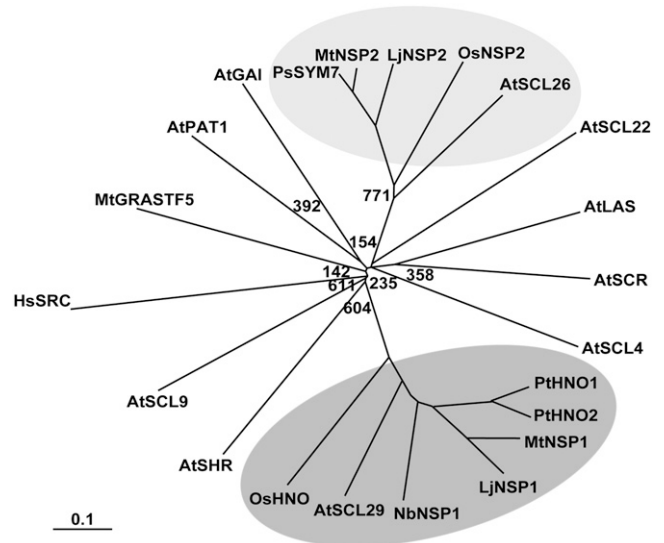 MtNSP2
LjNSP2
OsNSP2
PsSYM7
AtGAI
AtSCL26
AtPAT1
AtSCL22
771
MtGRASTF5
392
AtLAS
154
142
358
611
235
AtSCR
HsSRC
604
AtSCL4
PtHNO1
AtSCL9
PtHNO2
MtNSP1
AtSHR
LjNSP1
OsHNO
AtSCL29
NbNSP1
0.1